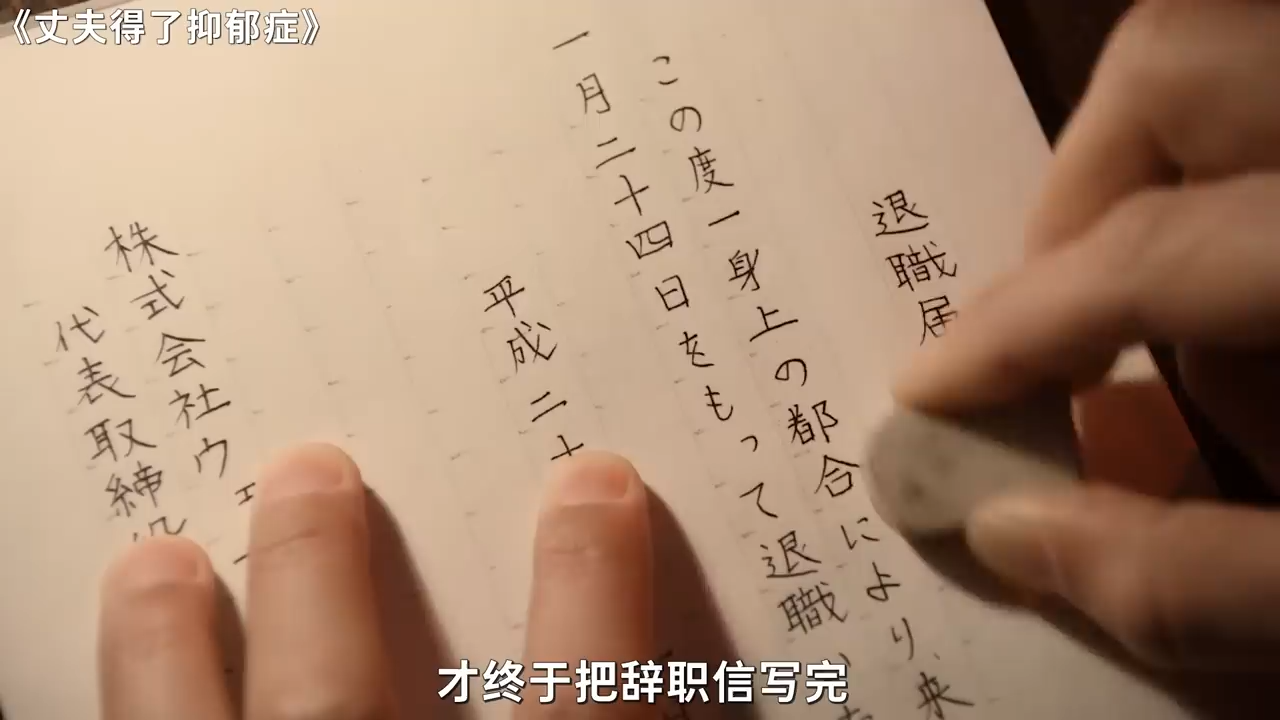 《丈夫得了抑郁症》
退職届
この度一身上の都合により、来
一月二十四日をもって退職い
平成二十
株式会社ウェ
代表取締役
才终于把辞职信写完